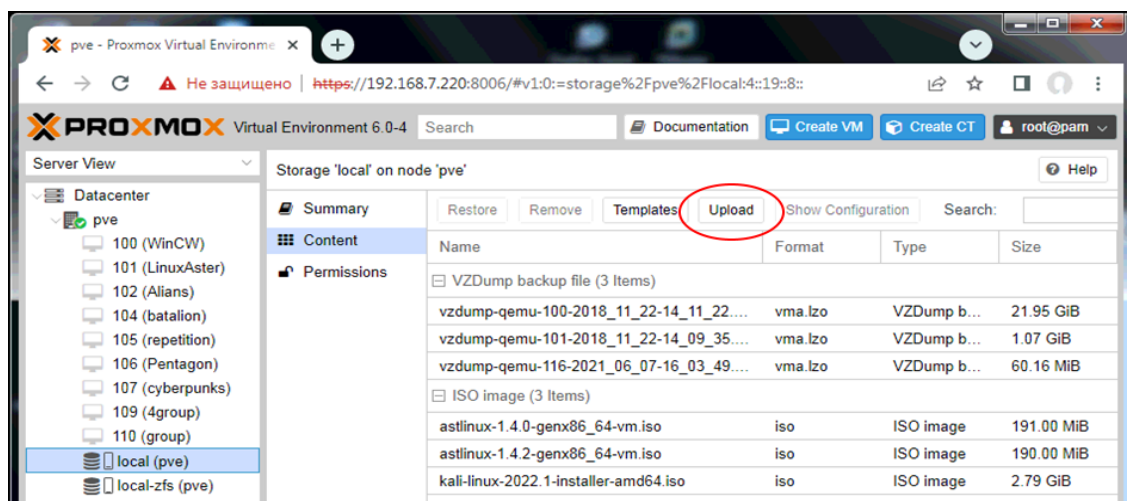 pve - Proxmox Virtual Environme
Не защищено | https://192.168.7.220:8006/#v1:0:=storage%2Fpve%2Flocal:4::19::8::
PROXMOX Virtual Environment 6.0-4 Search Documentation Create VM Create CT root@pam
Server View
Storage 'local' on node 'pve' Help
Datacenter
pve
100 (WinCW)
101 (LinuxAster)
102 (Alians)
104 (batalion)
105 (repetition)
106 (Pentagon)
107 (cyberpunks)
109 (4group)
110 (group)
local (pve)
local-zfs (pve)
Summary
Content
Permissions
Restore Remove Templates Upload Show Configuration Search:
Name Format Type Size
VZDump backup file (3 Items)
vzdump-qemu-100-2018_11_22-14_11_22.... vma.lzo VZDump b... 21.95 GiB
vzdump-qemu-101-2018_11_22-14_09_35.... vma.lzo VZDump b... 1.07 GiB
vzdump-qemu-116-2021_06_07-16_03_49.... vma.lzo VZDump b... 60.16 MiB
ISO image (3 Items)
astlinux-1.4.0-genx86_64-vm.iso iso ISO image 191.00 MiB
astlinux-1.4.2-genx86_64-vm.iso iso ISO image 190.00 MiB
kali-linux-2022.1-installer-amd64.iso iso ISO image 2.79 GiB